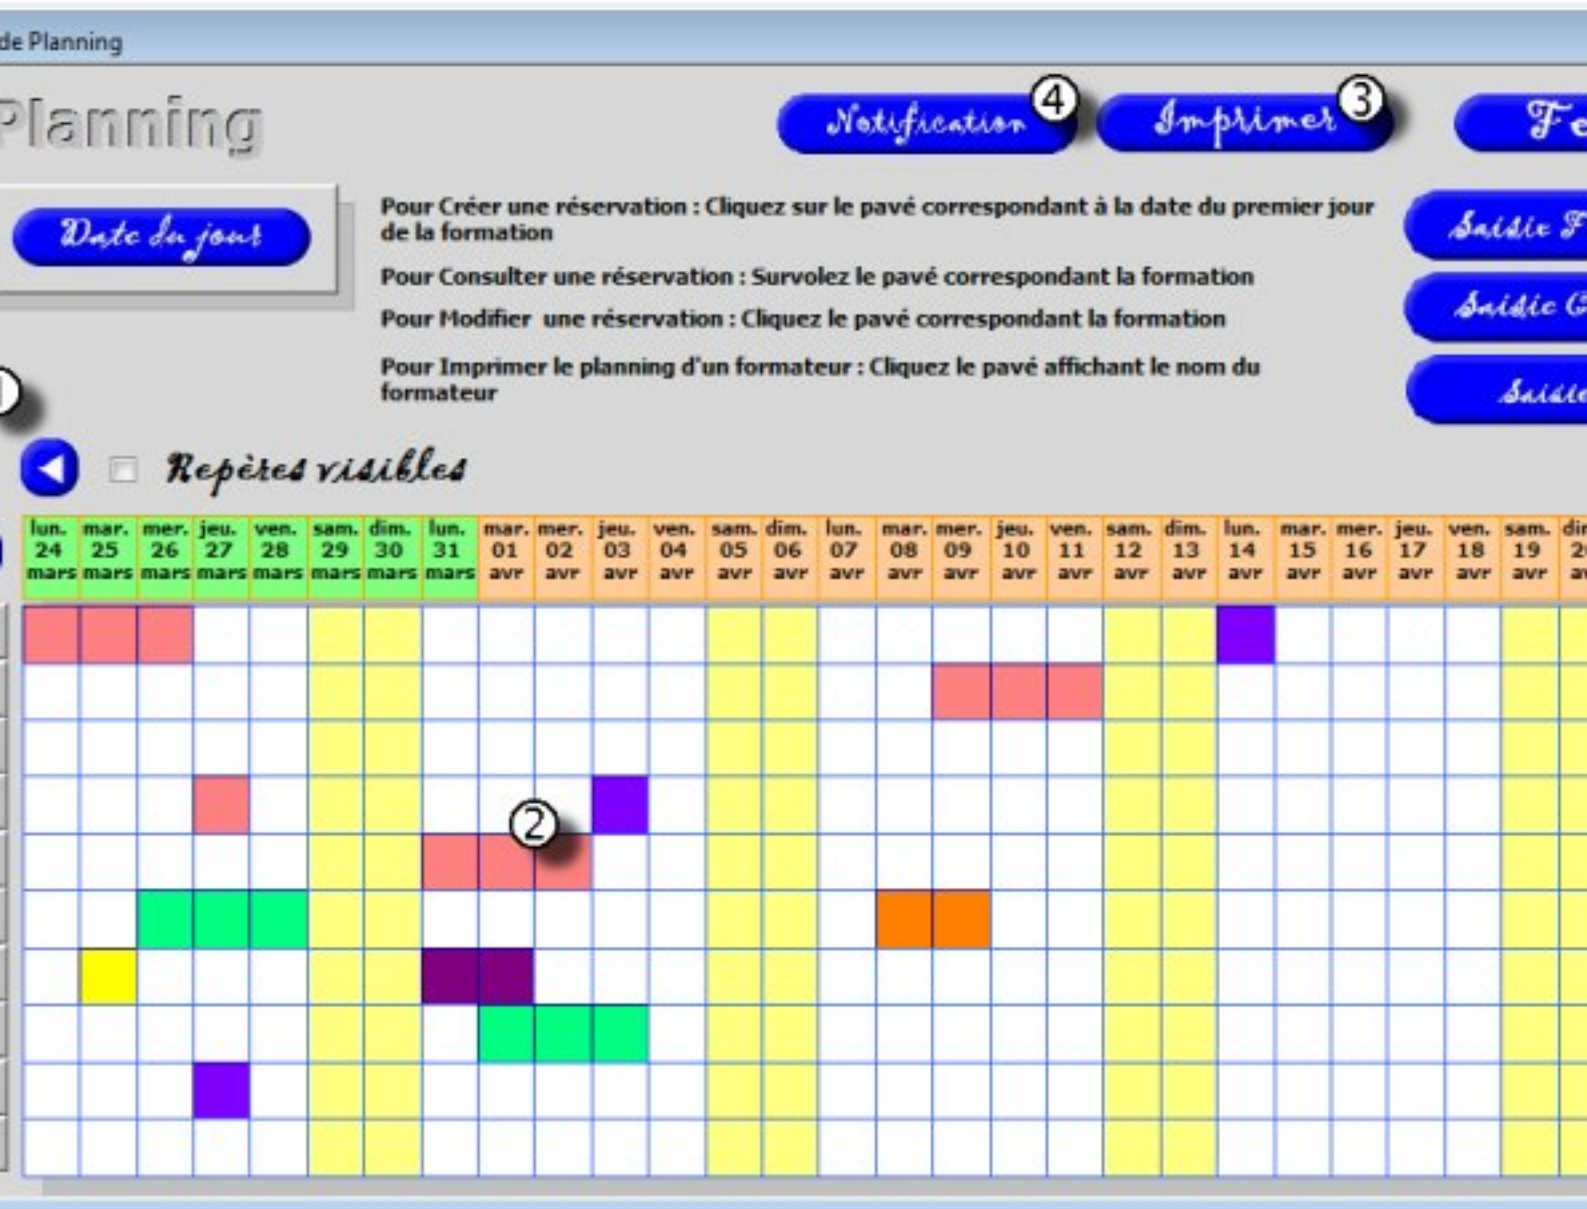 de Planning
Planning
Notification
4
Imprimer
3
Date du jour
Pour Créer une réservation : Cliquez sur le pavé correspondant à la date du premier jour
de la formation
Pour Consulter une réservation : Survolez le pavé correspondant la formation
Pour Modifier une réservation : Cliquez le pavé correspondant la formation
Pour Imprimer le planning d'un formateur : Cliquez le pavé affichant le nom du
formateur
Saisie F
Saisie
Saisie
1
Repères visibles
lun. mar. mer. jeu. ven. sam. dim. lun. mar. mer. jeu. ven. sam. dim. lun. mar. mer. jeu. ven. sam. dim. lun. mar. mer. jeu. ven. sam.
24 25 26 27 28 29 30 31 01 02 03 04 05 06 07 08 09 10 11 12 13 14 15 16 17 18 19
mars mars mars mars mars mars mars mars avr avr avr avr avr avr avr avr avr avr avr avr avr avr avr avr avr avr avr
2